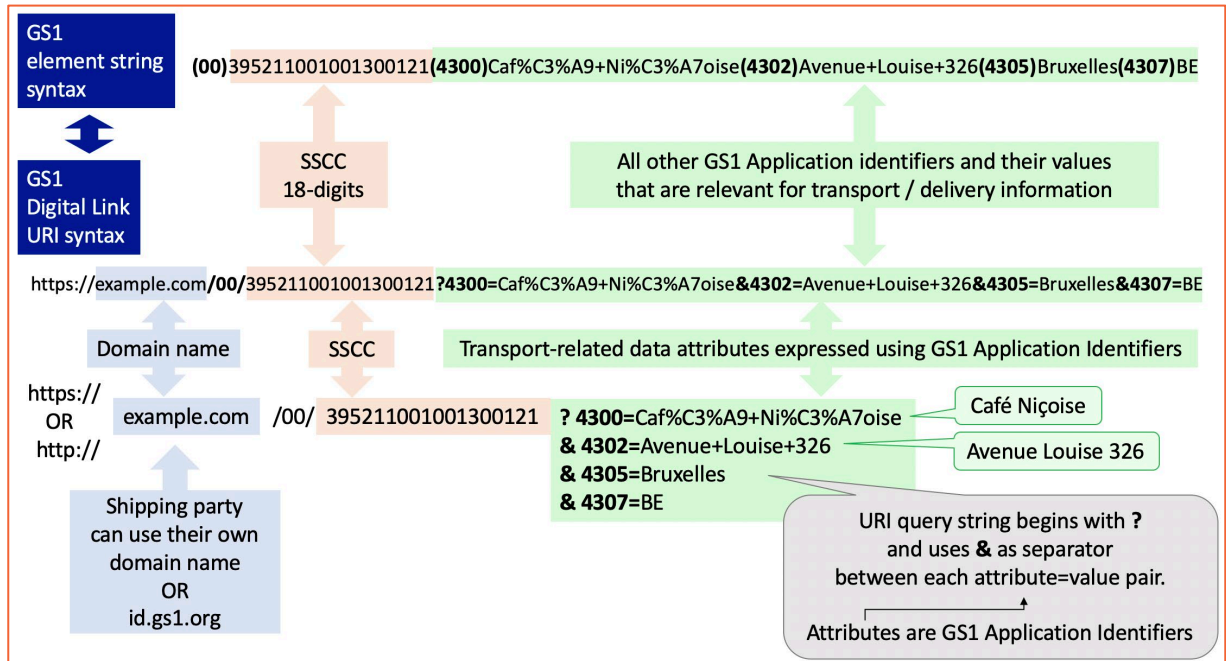 GS1
element string
syntax
(00)395211001001300121(4300)Caf%C3%A9+Ni%C3%A7oise(4302)Avenue+Louise+326(4305)Bruxelles(4307)BE
SSCC
18-digits
All other GS1 Application identifiers and their values
that are relevant for transport / delivery information
GS1
Digital Link
URI syntax
https://example.com/00/395211001001300121?4300=Caf%C3%A9+Ni%C3%A7oise&4302=Avenue+Louise+326&4305=Bruxelles&4307=BE
Domain name
SSCC
Transport-related data attributes expressed using GS1 Application Identifiers
https://
OR
http://
example.com
/00/
395211001001300121
? 4300=Caf%C3%A9+Ni%C3%A7oise
& 4302=Avenue+Louise+326
& 4305=Bruxelles
& 4307=BE
Café Niçoise
Avenue Louise 326
Shipping party
can use their own
domain name
OR
id.gs1.org
URI query string begins with ?
and uses & as separator
between each attribute=value pair.
Attributes are GS1 Application Identifiers